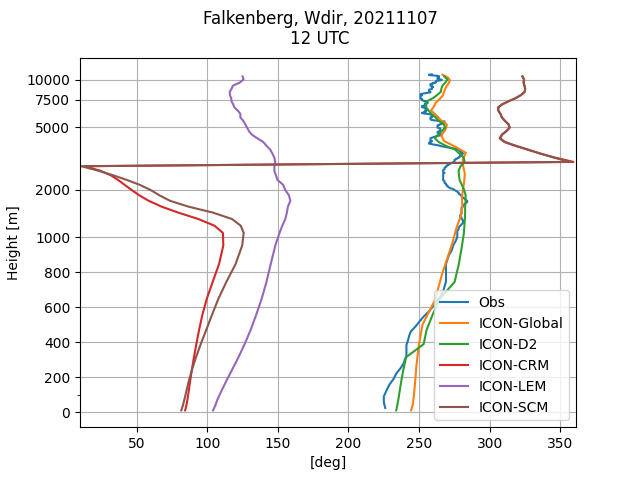 Falkenberg, Wdir, 20211107
12 UTC
Height [m]
10000
7500
5000
2000
1000
800
600
400
200
0
50
100
150
200
250
300
350
[deg]
Obs
ICON-Global
ICON-D2
ICON-CRM
ICON-LEM
ICON-SCM